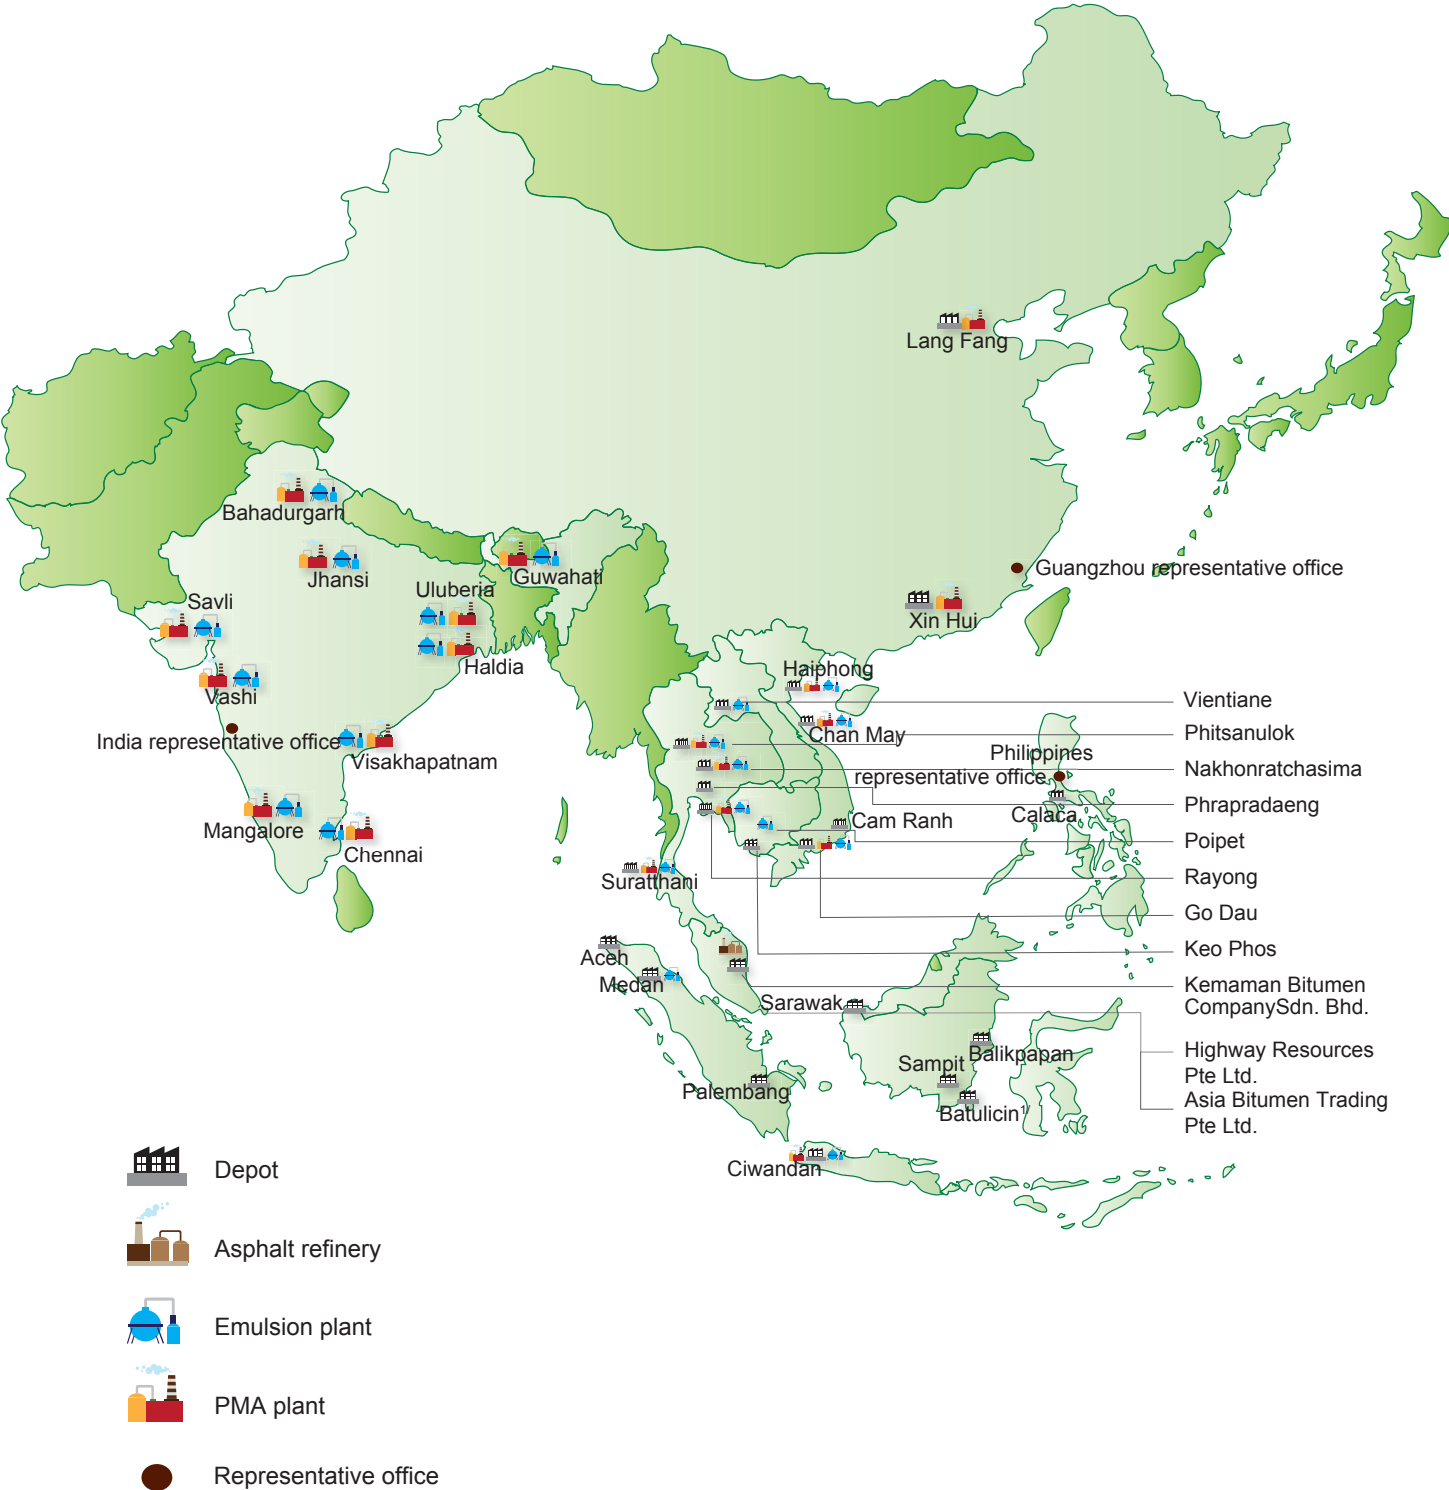 Lang Fang
Bahadurgarh
Jhansi
Guwahati
Guangzhou representative office
Uluberia
Savli
Xin Hui
Haldia
Haiphong
Vashi
Vientiane
India representative office
Chan May
Phitsanulok
Visakhapatnam
Philippines
representative office
Nakhonratchasima
Phrapradaeng
Calaca
Cam Ranh
Mangalore
Poipet
Chennai
Suratthani
Rayong
Go Dau
Keo Phos
Aceh
Medan
Kemaman Bitumen
CompanySdn. Bhd.
Sarawak
Balikpapan
Highway Resources
Pte Ltd.
Sampit
Palembang
Asia Bitumen Trading
Pte Ltd.
Batulicin1/
Ciwandan
Depot
Asphalt refinery
Emulsion plant
PMA plant
Representative office